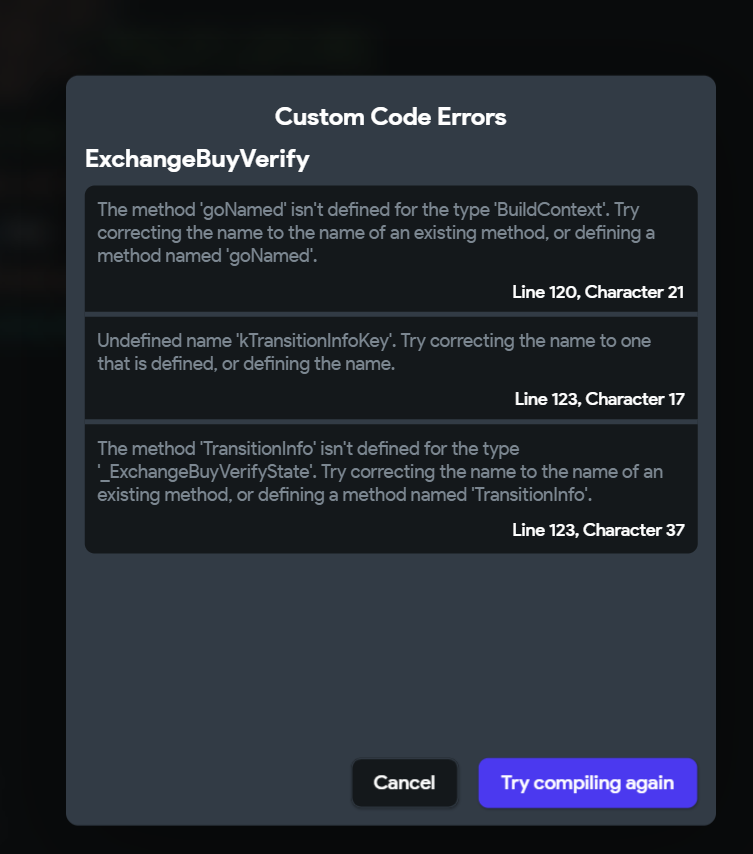 Custom Code Errors
ExchangeBuyVerify
The method 'goNamed' isn't defined for the type 'BuildContext'. Try
correcting the name to the name of an existing method, or defining a
method named 'goNamed'.
Line 120, Character 21
Undefined name 'kTransitionInfoKey'. Try correcting the name to one
that is defined, or defining the name.
Line 123, Character 17
The method 'TransitionInfo' isn't defined for the type
'_ExchangeBuyVerifyState'. Try correcting the name to the name of an
existing method, or defining a method named 'TransitionInfo'.
Line 123, Character 37
Cancel
Try compiling again